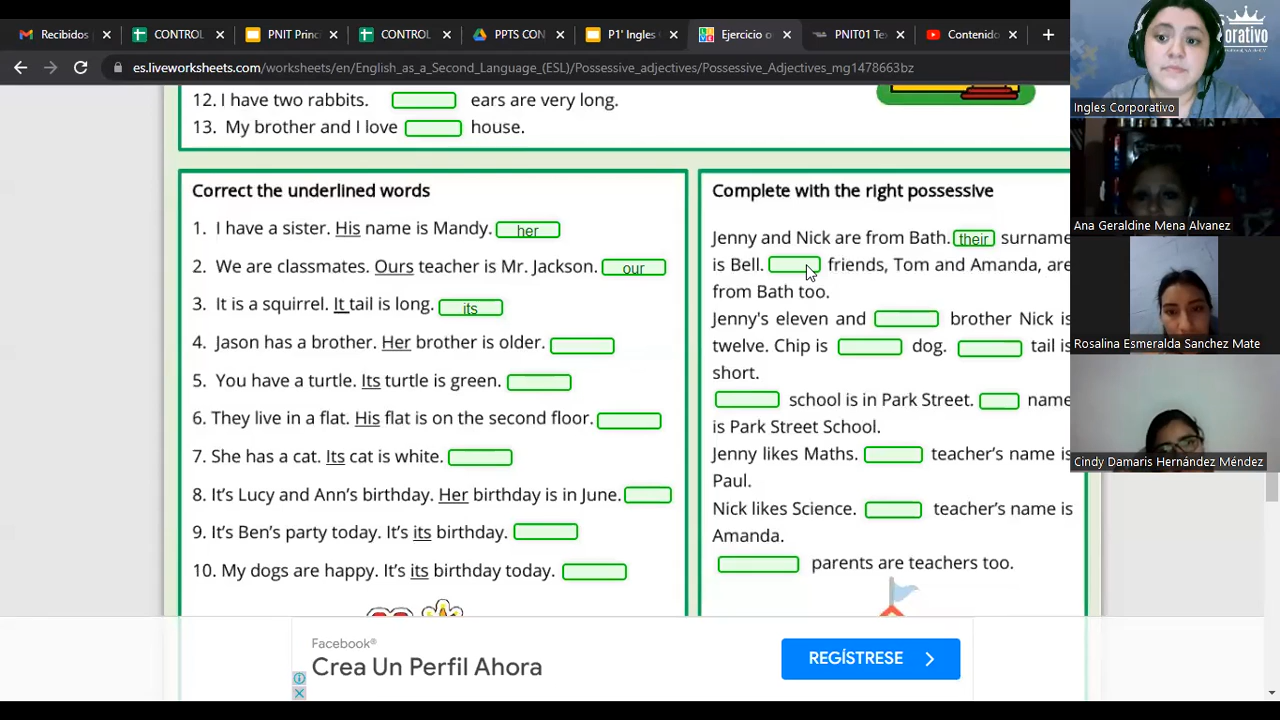 Recibidos
CONTROL
PNIT Princ
CONTROL
PPTS CON
P1' Ingles
Ejercicio o
PNIT01 Te
Contenido
es.liveworksheets.com/worksheets/en/English_as_a_Second_Language_(ESL)/Possessive_adjectives/Possessive_Adjectives_mg1478663bz
12. I have two rabbits. ears are very long.
13. My brother and I love house.
Correct the underlined words
1. I have a sister. His name is Mandy. her
2. We are classmates. Ours teacher is Mr. Jackson. our
3. It is a squirrel. It tail is long. its
4. Jason has a brother. Her brother is older.
5. You have a turtle. Its turtle is green.
6. They live in a flat. His flat is on the second floor.
7. She has a cat. Its cat is white.
8. It's Lucy and Ann's birthday. Her birthday is in June.
9. It's Ben's party today. It's its birthday.
10. My dogs are happy. It's its birthday today.
Complete with the right possessive
Jenny and Nick are from Bath. their surname
is Bell. friends, Tom and Amanda, are
from Bath too.
Jenny's eleven and brother Nick is
twelve. Chip is dog. tail is
short.
school is in Park Street. name
is Park Street School.
Jenny likes Maths. teacher's name is
Paul.
Nick likes Science. teacher's name is
Amanda.
parents are teachers too.
Facebook®
Crea Un Perfil Ahora
REGÍSTRESE
orativo
Ingles Corporativo
Ana Geraldine Mena Alvanez
Rosalina Esmeralda Sanchez Mate
Cindy Damaris Hernández Méndez